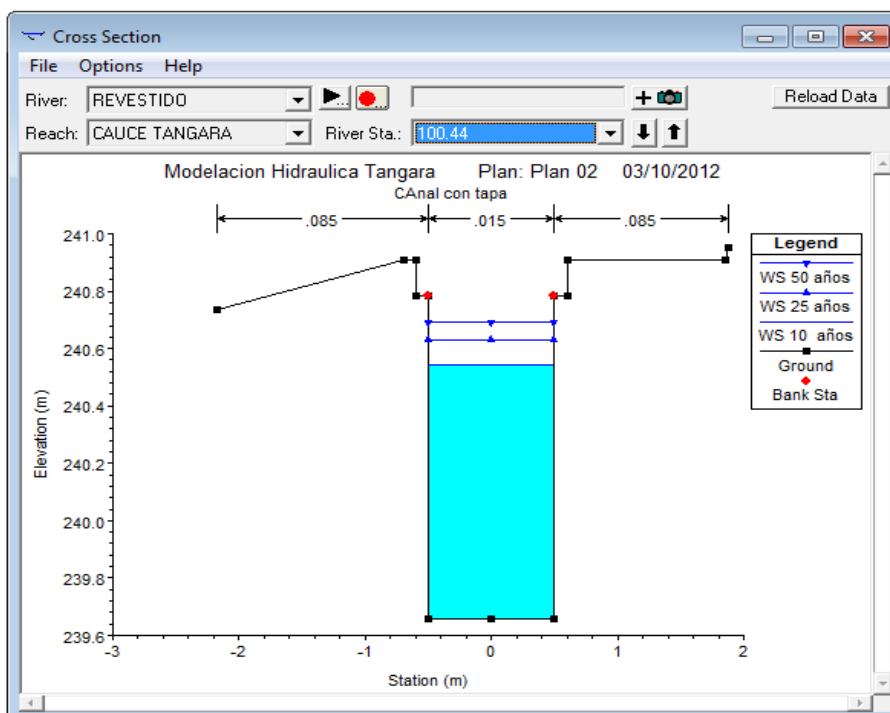 Cross Section
File Options Help
River: REVESTIDO ... ... Reload Data
Reach: CAUCE TANGARA River Sta.: 100.44
Modelacion Hidraulica Tangara Plan: Plan 02 03/10/2012
CAnal con tapa
.085 .015 .085
241.0
240.8
240.6
240.4
240.2
240.0
239.8
239.6
Elevation (m)
-3 -2 -1 0 1 2
Station (m)
Legend
WS 50 años
WS 25 años
WS 10 años
Ground
Bank Sta